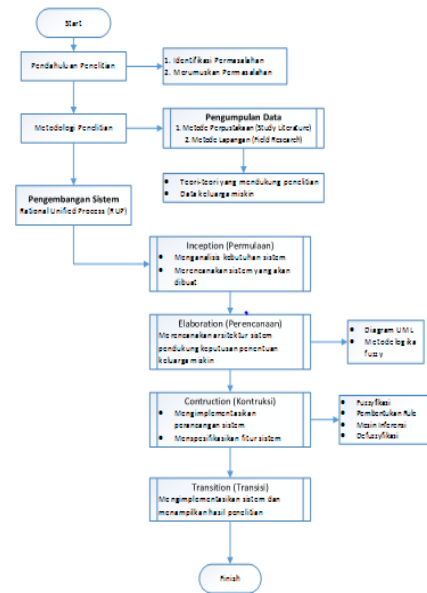 Start
Pendahuluan Penelitian
1. Identifikasi Permasalahan
2. Merumuskan Permasalahan
Metodologi Penelitian
Pengumpulan Data
1. Metode Perpustakaan (Study Literature)
2. Metode Lapangan (Field Research)
• Teori-teori yang mendukung penelitian
• Data keluarga miskin
Pengembangan Sistem
Rational Unified Process (RUP)
Inception (Permulaan)
• Menganalisis kebutuhan sistem
• Merencanakan sistem yang akan
dibuat
Elaboration (Perencanaan)
Merencanakan arsitektur sistem
pendukung keputusan penentuan
keluarga miskin
• Diagram UML
• Metode logika
fuzzy
Contruction (Kontruksi)
• Mengimplementasikan
perancangan sistem
• Menspesifikasikan fitur sistem
• Fuzzyfikasi
• Pembentukan Rule
• Mesin Inferensi
• Defuzzyfikasi
Transition (Transisi)
Mengimplementasikan sistem dan
menampilkan hasil penelitian
Finish